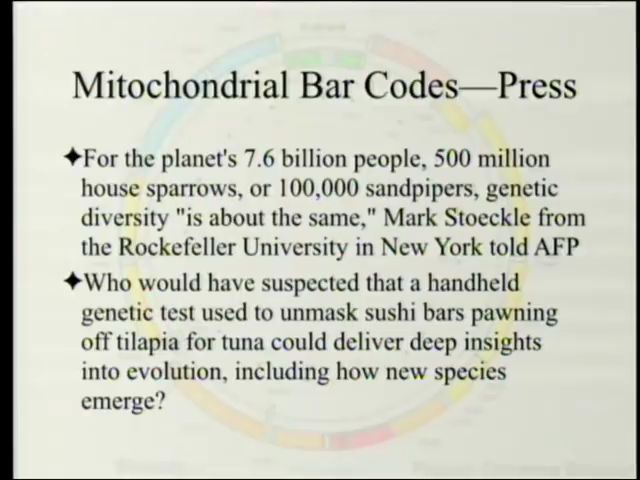 Mitochondrial Bar Codes—Press
✦For the planet's 7.6 billion people, 500 million
house sparrows, or 100,000 sandpipers, genetic
diversity "is about the same," Mark Stoeckle from
the Rockefeller University in New York told AFP
✦Who would have suspected that a handheld
genetic test used to unmask sushi bars pawning
off tilapia for tuna could deliver deep insights
into evolution, including how new species
emerge?